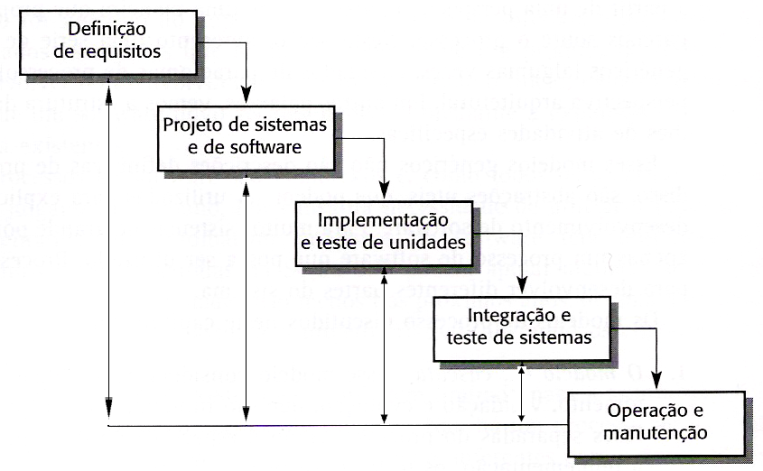 Definição
de requisitos
Projeto de sistemas
e de software
Implementação
e teste de unidades
Integração e
teste de sistemas
Operação e
manutenção